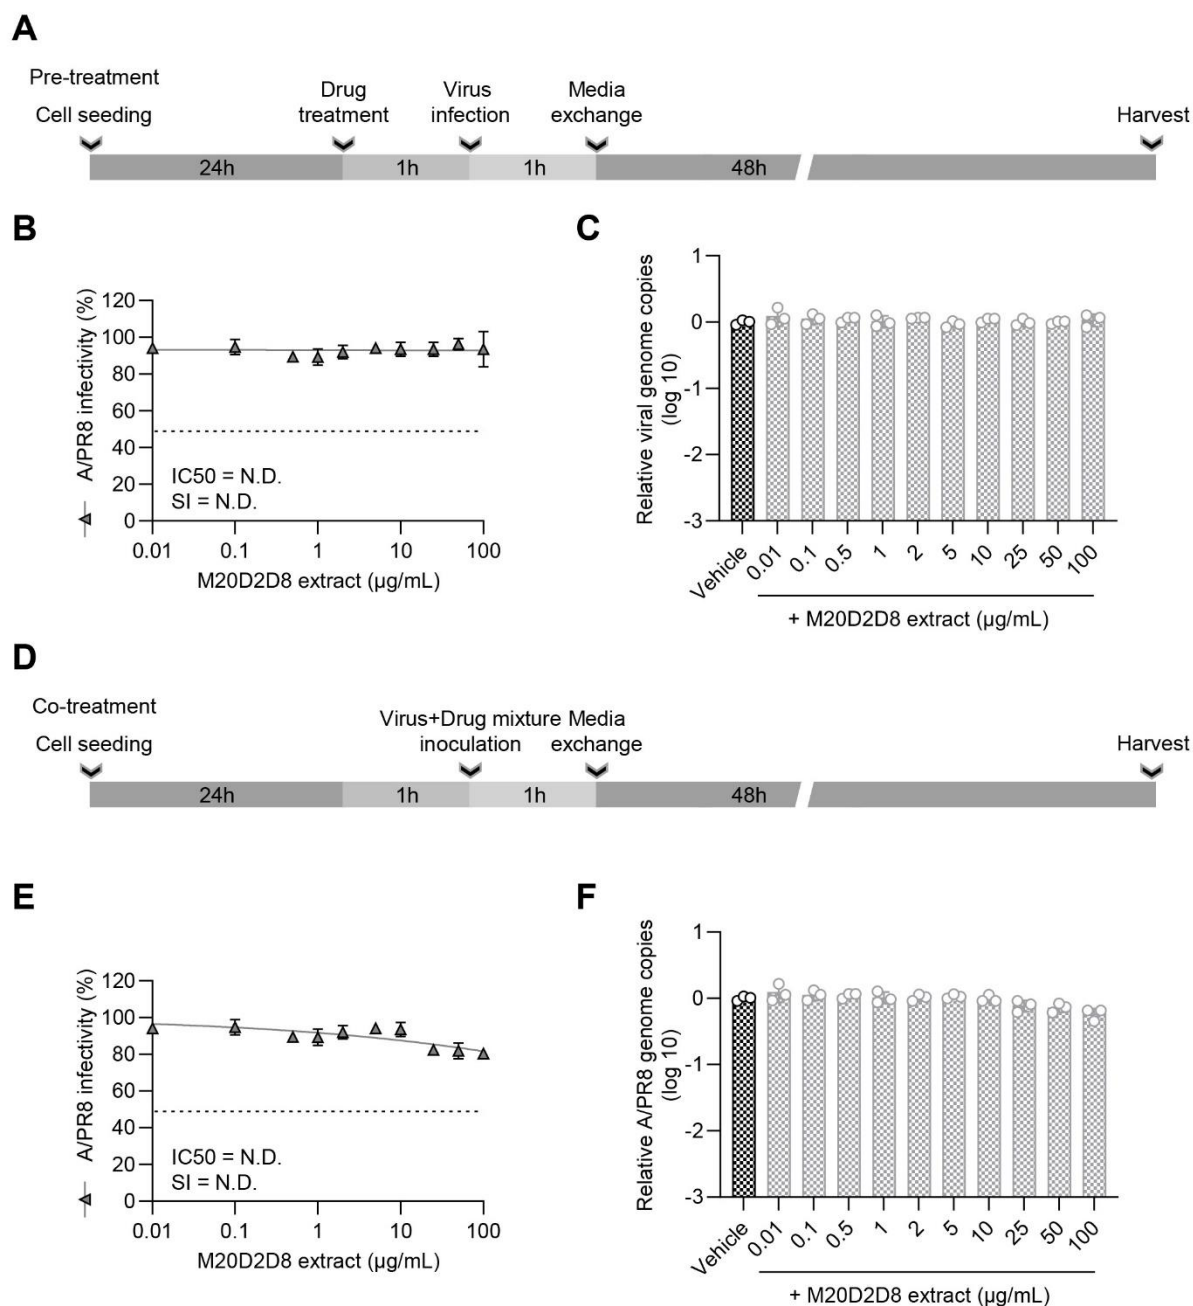 A
Pre-treatment
Cell seeding
Drug
treatment
Virus
infection
Media
exchange
Harvest
24h
1h
1h
48h
B
A/PR8 infectivity (%)
120
100
80
60
40
20
0
IC50 = N.D.
SI = N.D.
0.01
0.1
1
10
100
M20D2D8 extract (µg/mL)
C
Relative viral genome copies
(log 10)
1
0
-1
-2
-3
Vehicle
0.01
0.1
0.5
1
2
5
10
25
50
100
+ M20D2D8 extract (µg/mL)
D
Co-treatment
Cell seeding
Virus+Drug mixture
inoculation
Media
exchange
Harvest
24h
1h
1h
48h
E
A/PR8 infectivity (%)
120
100
80
60
40
20
0
IC50 = N.D.
SI = N.D.
0.01
0.1
1
10
100
M20D2D8 extract (µg/mL)
F
Relative A/PR8 genome copies
(log 10)
1
0
-1
-2
-3
Vehicle
0.01
0.1
0.5
1
2
5
10
25
50
100
+ M20D2D8 extract (µg/mL)